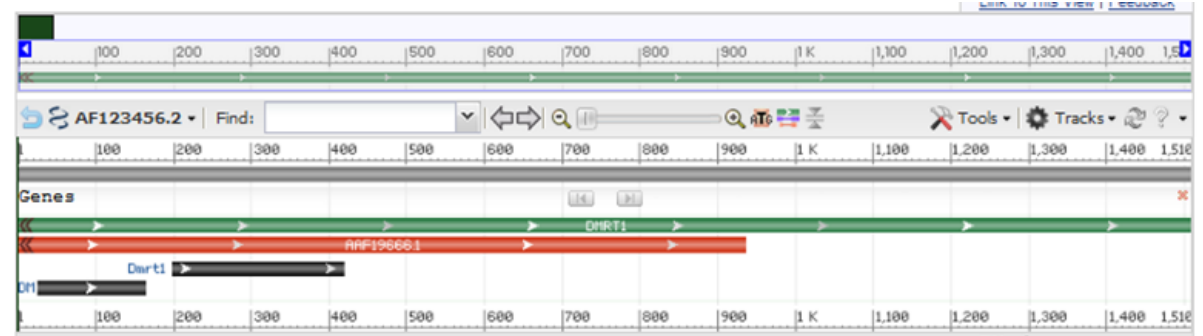 Link To This View | Feedback
|100 |200 |300 |400 |500 |600 |700 |800 |900 |1 K |1,100 |1,200 |1,300 |1,400 1,5
AF123456.2 Find: ATG Tools Tracks ?
1 |100 |200 |300 |400 |500 |600 |700 |800 |900 |1 K |1,100 |1,200 |1,300 |1,400 1,510
Genes
DMRT1
AAF19666.1
Dmrt1
DM
1 |100 |200 |300 |400 |500 |600 |700 |800 |900 |1 K |1,100 |1,200 |1,300 |1,400 1,510